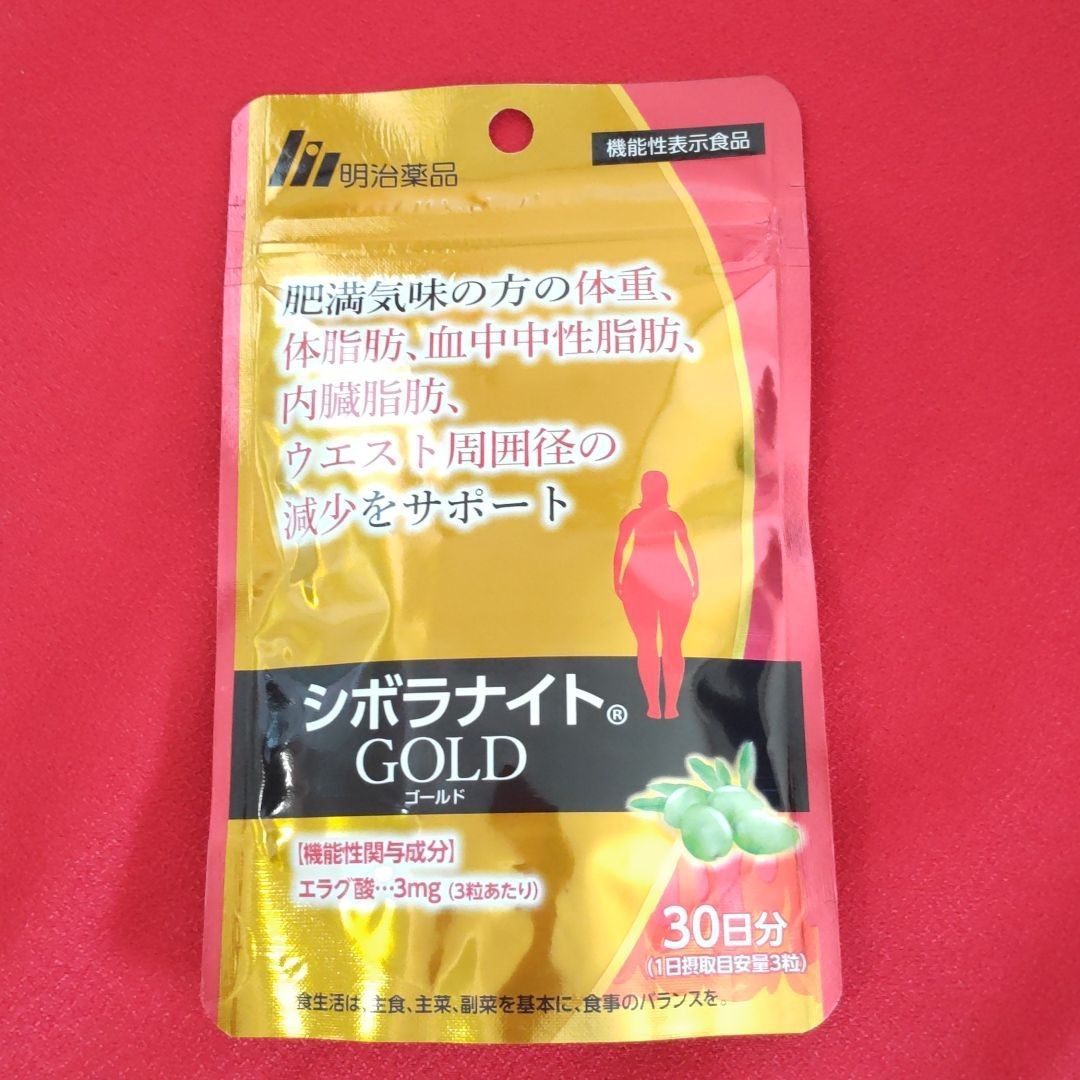 明治薬品
機能性表示食品
肥満気味の方の体重、
体脂肪、血中中性脂肪、
内臓脂肪、
ウエスト周囲径の
減少をサポート
シボラナイト®
GOLD
ゴールド
【機能性関与成分】
エラグ酸…3mg (3粒あたり)
30日分
(1日摂取目安量3粒)
食生活は、主食、主菜、副菜を基本に、食事のバランスを。